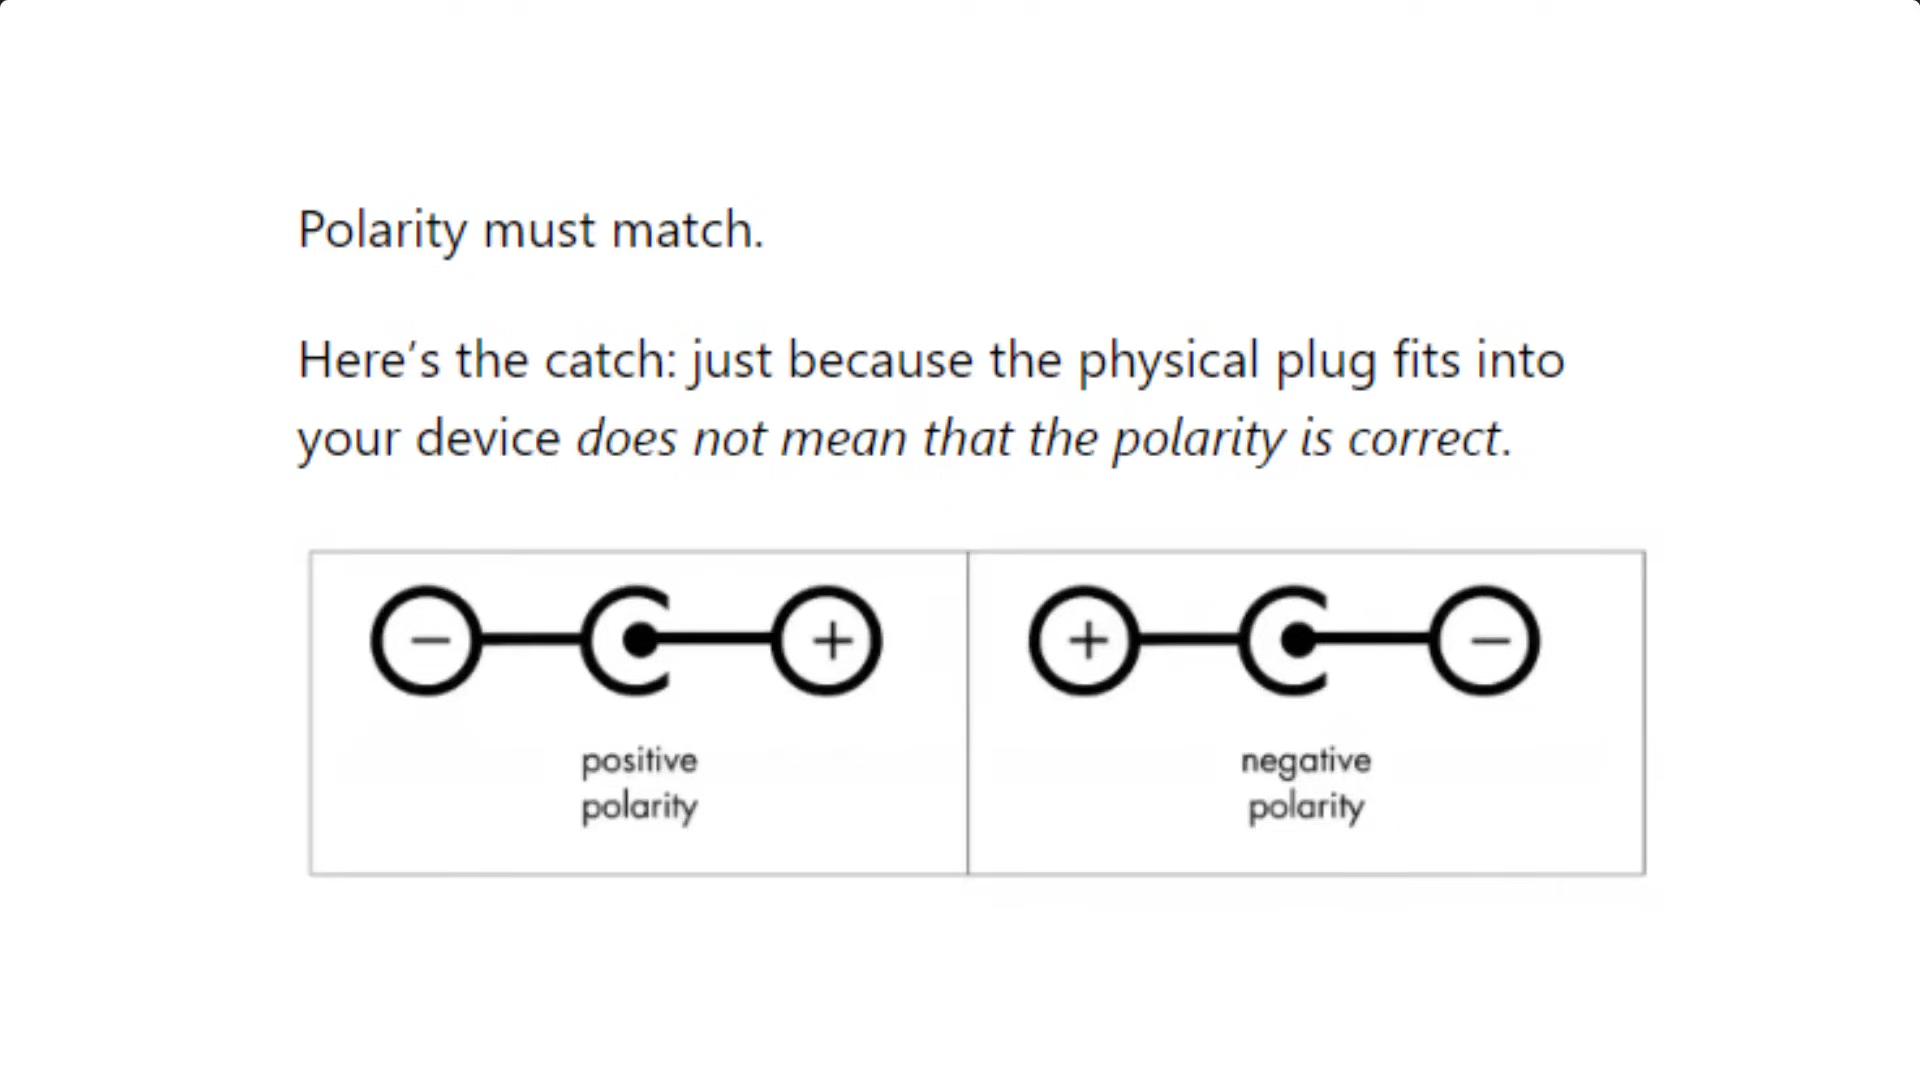 Polarity must match.
Here’s the catch: just because the physical plug fits into
your device does not mean that the polarity is correct.
− + + −
positive negative
polarity polarity